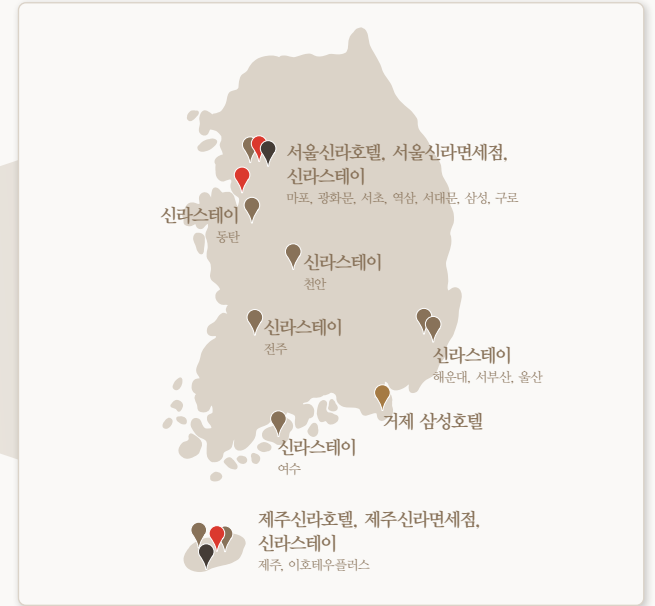 서울신라호텔, 서울신라면세점,
신라스테이
마포, 광화문, 서초, 역삼, 서대문, 삼성, 구로
신라스테이
동탄
신라스테이
천안
신라스테이
전주
신라스테이
해운대, 서부산, 울산
거제 삼성호텔
신라스테이
여수
제주신라호텔, 제주신라면세점,
신라스테이
제주, 이호테우플러스